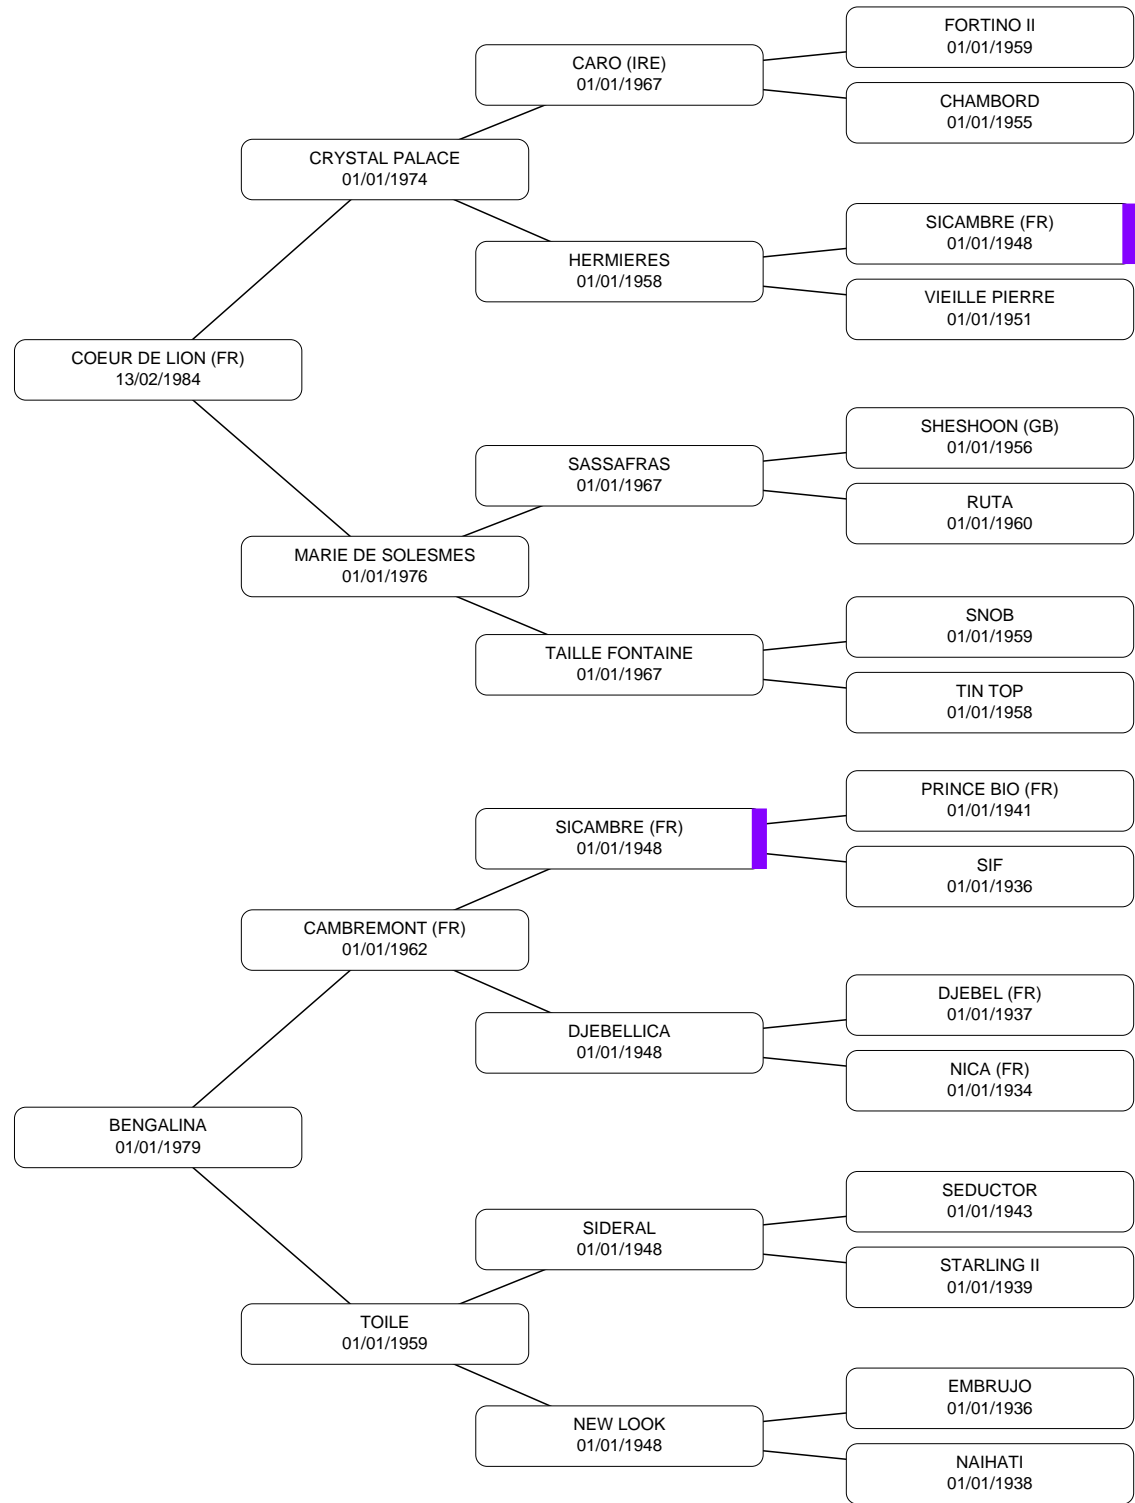 FORTINO II
01/01/1959
CARO (IRE)
01/01/1967
CHAMBORD
01/01/1955
CRYSTAL PALACE
01/01/1974
SICAMBRE (FR)
01/01/1948
HERMIERES
01/01/1958
VIEILLE PIERRE
01/01/1951
COEUR DE LION (FR)
13/02/1984
SHESHOON (GB)
01/01/1956
SASSAFRAS
01/01/1967
RUTA
01/01/1960
MARIE DE SOLESMES
01/01/1976
SNOB
01/01/1959
TAILLE FONTAINE
01/01/1967
TIN TOP
01/01/1958
PRINCE BIO (FR)
01/01/1941
SICAMBRE (FR)
01/01/1948
SIF
01/01/1936
CAMBREMONT (FR)
01/01/1962
DJEBEL (FR)
01/01/1937
DJEBELLICA
01/01/1948
NICA (FR)
01/01/1934
BENGALINA
01/01/1979
SEDUCTOR
01/01/1943
SIDERAL
01/01/1948
STARLING II
01/01/1939
TOILE
01/01/1959
EMBRUJO
01/01/1936
NEW LOOK
01/01/1948
NAIHATI
01/01/1938